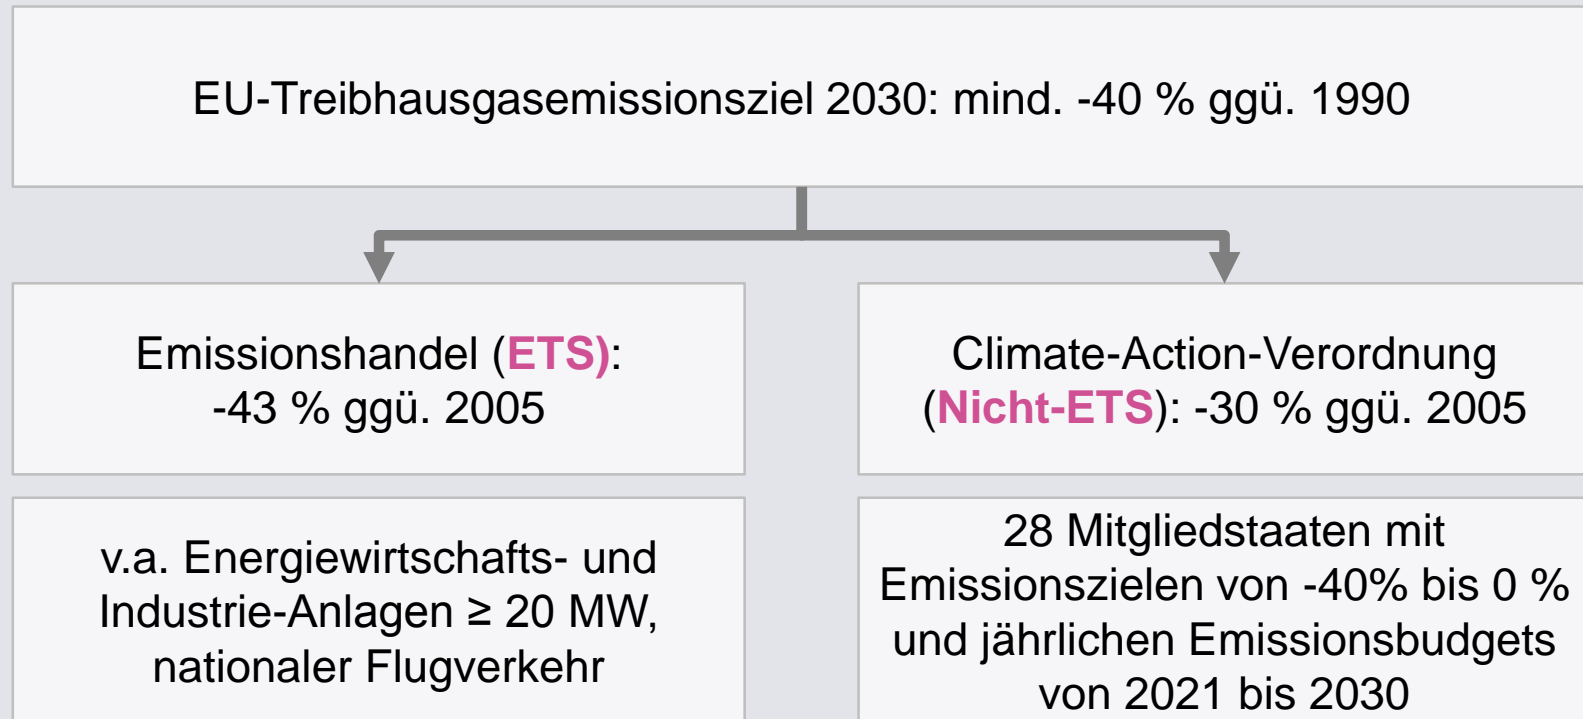 EU-Treibhausgasemissionsziel 2030: mind. -40 % ggü. 1990
Emissionshandel (ETS):
-43 % ggü. 2005
Climate-Action-Verordnung
(Nicht-ETS): -30 % ggü. 2005
v.a. Energiewirtschafts- und
Industrie-Anlagen ≥ 20 MW,
nationaler Flugverkehr
28 Mitgliedstaaten mit
Emissionszielen von -40% bis 0 %
und jährlichen Emissionsbudgets
von 2021 bis 2030